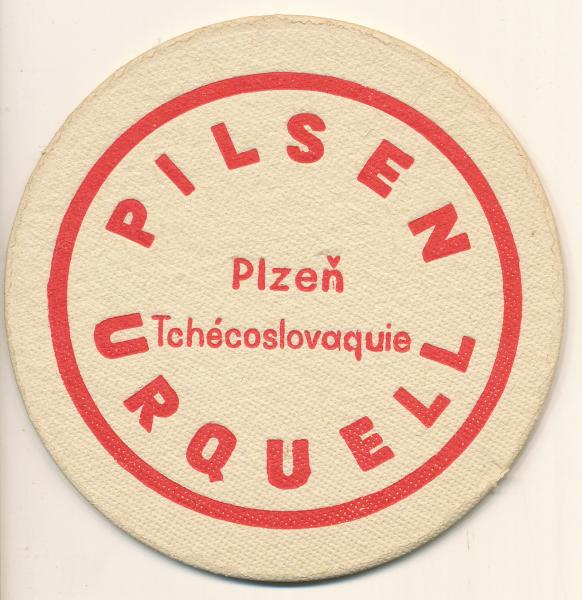 PILSEN
Plzeň
Tchécoslovaquie
URQUELL